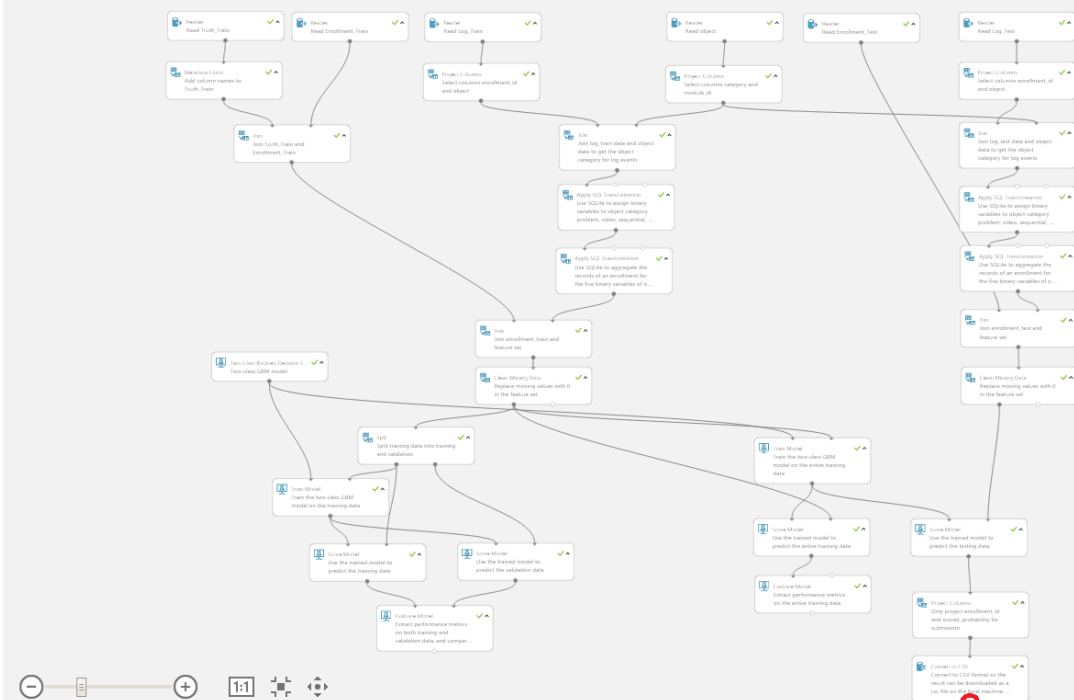 Reader
Read Truth_Train
Reader
Read Enrollment_Train
Reader
Read Log_Train
Reader
Read object
Reader
Read Enrollment_Test
Reader
Read Log_Test
Metadata Editor
Add column names to
Truth_Train
Project Columns
Select columns enrollment_id
and object
Project Columns
Select columns category and
module_id
Project Columns
Select columns enrollment_id
and object
Join
Join Truth_Train and
Enrollment_Train
Join
Join log_train data and object
data to get the object
category for log events
Join
Join log_test data and object
data to get the object
category for log events
Apply SQL Transformation
Use SQLite to assign binary
variables to object category
problem, video, sequential, ...
Apply SQL Transformation
Use SQLite to assign binary
variables to object category
problem, video, sequential, ...
Apply SQL Transformation
Use SQLite to aggregate the
records of an enrollment for
the five binary variables of o ...
Apply SQL Transformation
Use SQLite to aggregate the
records of an enrollment for
the five binary variables of o ...
Join
Join enrollment_train and
feature set
Join
Join enrollment_test and
feature set
Two-Class Boosted Decision T...
Two-class GBM model
Clean Missing Data
Replace missing values with 0
in the feature set
Clean Missing Data
Replace missing values with 0
in the feature set
Split
Split training data into training
and validation
Train Model
Train the two-class GBM
model on the entire training
data
Train Model
Train the two-class GBM
model on the training data
Score Model
Use the trained model to
predict the training data
Score Model
Use the trained model to
predict the validation data
Score Model
Use the trained model to
predict the entire training data
Score Model
Use the trained model to
predict the testing data
Evaluate Model
Extract performance metrics
on the entire training data
Evaluate Model
Extract performance metrics
on both training and
validation data, and compar ...
Project Columns
Only project enrollment_id
and scored_probability for
submission
Convert to CSV
Convert to CSV format so the
result can be downloaded as a
csv file on the local machine ...
1:1